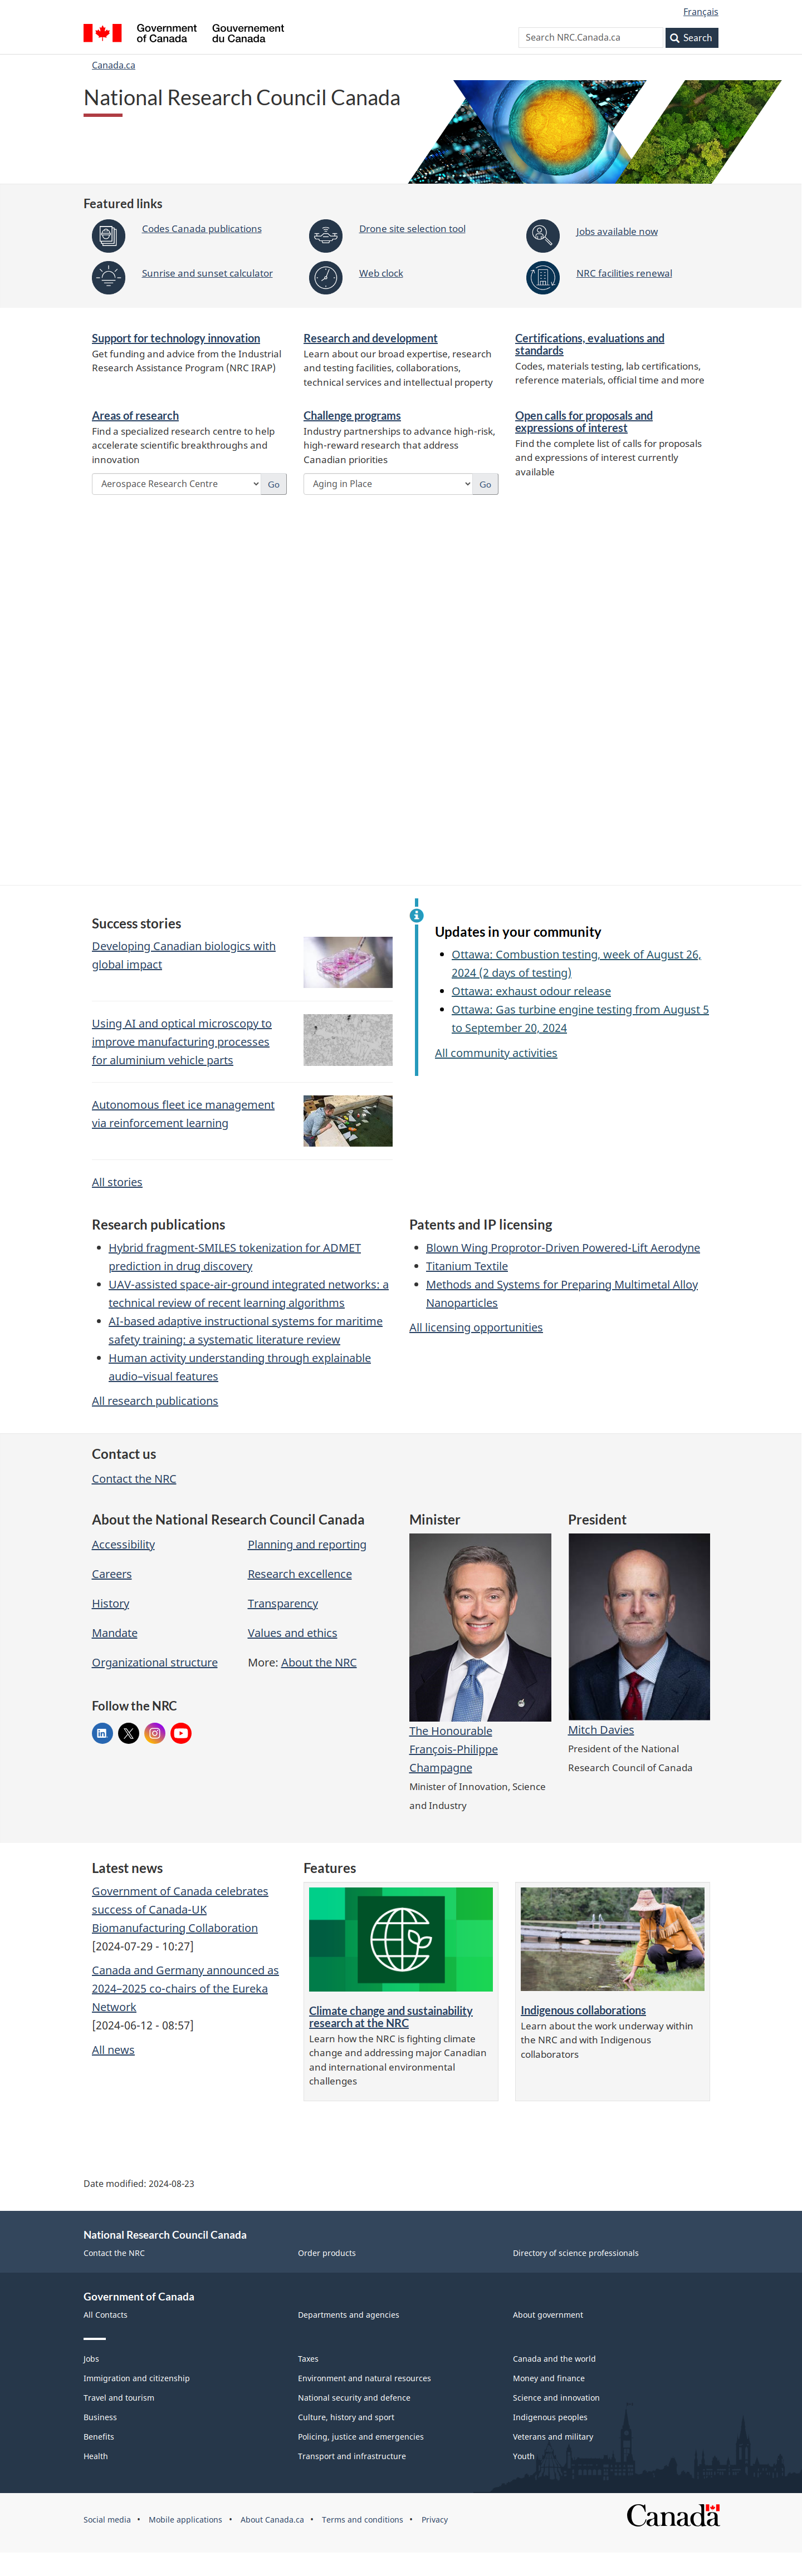 Français
Government of Canada
Gouvernement du Canada
Search NRC.Canada.ca
Search
Canada.ca
National Research Council Canada
Featured links
Codes Canada publications
Drone site selection tool
Jobs available now
Sunrise and sunset calculator
Web clock
NRC facilities renewal
Support for technology innovation
Get funding and advice from the Industrial
Research Assistance Program (NRC IRAP)
Research and development
Learn about our broad expertise, research
and testing facilities, collaborations,
technical services and intellectual property
Certifications, evaluations and
standards
Codes, materials testing, lab certifications,
reference materials, official time and more
Areas of research
Find a specialized research centre to help
accelerate scientific breakthroughs and
innovation
Aerospace Research Centre
Go
Challenge programs
Industry partnerships to advance high-risk,
high-reward research that address
Canadian priorities
Aging in Place
Go
Open calls for proposals and
expressions of interest
Find the complete list of calls for proposals
and expressions of interest currently
available
Success stories
Developing Canadian biologics with
global impact
Using AI and optical microscopy to
improve manufacturing processes
for aluminium vehicle parts
Autonomous fleet ice management
via reinforcement learning
All stories
Updates in your community
Ottawa: Combustion testing, week of August 26,
2024 (2 days of testing)
Ottawa: exhaust odour release
Ottawa: Gas turbine engine testing from August 5
to September 20, 2024
All community activities
Research publications
Hybrid fragment-SMILES tokenization for ADMET
prediction in drug discovery
UAV-assisted space-air-ground integrated networks: a
technical review of recent learning algorithms
AI-based adaptive instructional systems for maritime
safety training: a systematic literature review
Human activity understanding through explainable
audio–visual features
All research publications
Patents and IP licensing
Blown Wing Proprotor-Driven Powered-Lift Aerodyne
Titanium Textile
Methods and Systems for Preparing Multimetal Alloy
Nanoparticles
All licensing opportunities
Contact us
Contact the NRC
About the National Research Council Canada
Accessibility
Planning and reporting
Careers
Research excellence
History
Transparency
Mandate
Values and ethics
Organizational structure
More: About the NRC
Follow the NRC
Minister
The Honourable
François-Philippe
Champagne
Minister of Innovation, Science
and Industry
President
Mitch Davies
President of the National
Research Council of Canada
Latest news
Government of Canada celebrates
success of Canada-UK
Biomanufacturing Collaboration
[2024-07-29 - 10:27]
Canada and Germany announced as
2024–2025 co-chairs of the Eureka
Network
[2024-06-12 - 08:57]
All news
Features
Climate change and sustainability
research at the NRC
Learn how the NRC is fighting climate
change and addressing major Canadian
and international environmental
challenges
Indigenous collaborations
Learn about the work underway within
the NRC and with Indigenous
collaborators
Date modified: 2024-08-23
National Research Council Canada
Contact the NRC
Order products
Directory of science professionals
Government of Canada
All Contacts
Departments and agencies
About government
Jobs
Taxes
Canada and the world
Immigration and citizenship
Environment and natural resources
Money and finance
Travel and tourism
National security and defence
Science and innovation
Business
Culture, history and sport
Indigenous peoples
Benefits
Policing, justice and emergencies
Veterans and military
Health
Transport and infrastructure
Youth
Social media • Mobile applications • About Canada.ca • Terms and conditions • Privacy
Canada